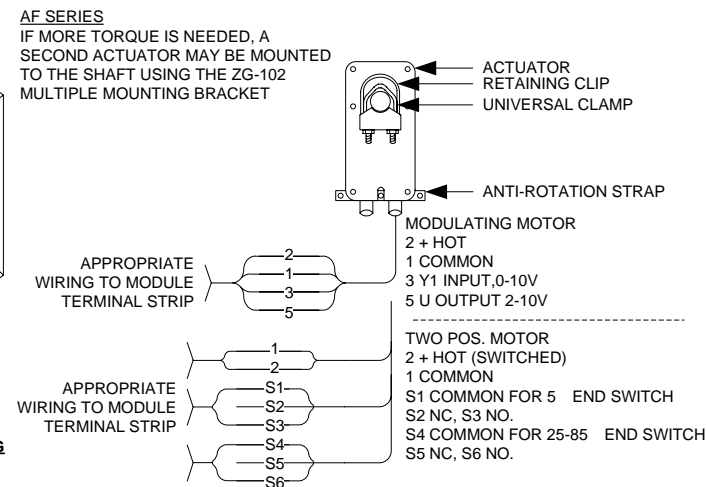 AF SERIES
IF MORE TORQUE IS NEEDED, A
SECOND ACTUATOR MAY BE MOUNTED
TO THE SHAFT USING THE ZG-102
MULTIPLE MOUNTING BRACKET
ACTUATOR
RETAINING CLIP
UNIVERSAL CLAMP
ANTI-ROTATION STRAP
MODULATING MOTOR
2 + HOT
1 COMMON
3 Y1 INPUT,0-10V
5 U OUTPUT 2-10V
APPROPRIATE
WIRING TO MODULE
TERMINAL STRIP
2
1
3
5
TWO POS. MOTOR
2 + HOT (SWITCHED)
1 COMMON
S1 COMMON FOR 5 END SWITCH
S2 NC, S3 NO.
S4 COMMON FOR 25-85 END SWITCH
S5 NC, S6 NO.
1
2
APPROPRIATE
WIRING TO MODULE
TERMINAL STRIP
S1
S2
S3
S4
S5
S6
G